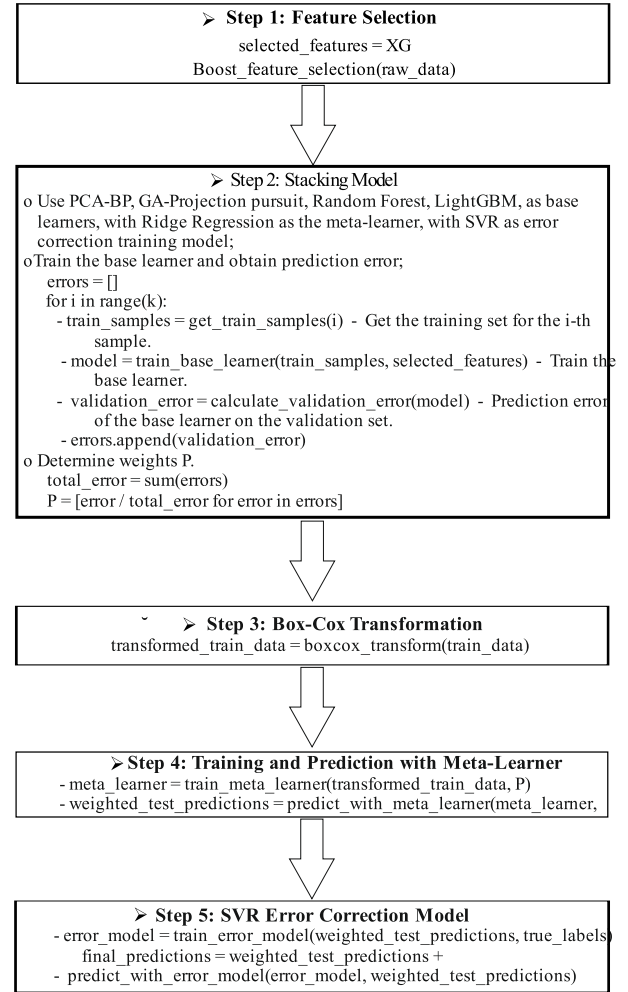 ➢ Step 1: Feature Selection
selected_features = XG
Boost_feature_selection(raw_data)
➢ Step 2: Stacking Model
o Use PCA-BP, GA-Projection pursuit, Random Forest, LightGBM, as base
learners, with Ridge Regression as the meta-learner, with SVR as error
correction training model;
oTrain the base learner and obtain prediction error;
errors = []
for i in range(k):
- train_samples = get_train_samples(i) - Get the training set for the i-th
sample.
- model = train_base_learner(train_samples, selected_features) - Train the
base learner.
- validation_error = calculate_validation_error(model) - Prediction error
of the base learner on the validation set.
- errors.append(validation_error)
o Determine weights P.
total_error = sum(errors)
P = [error / total_error for error in errors]
˘ ➢ Step 3: Box-Cox Transformation
transformed_train_data = boxcox_transform(train_data)
➢ Step 4: Training and Prediction with Meta-Learner
- meta_learner = train_meta_learner(transformed_train_data, P)
- weighted_test_predictions = predict_with_meta_learner(meta_learner,
➢ Step 5: SVR Error Correction Model
- error_model = train_error_model(weighted_test_predictions, true_labels)
final_predictions = weighted_test_predictions +
- predict_with_error_model(error_model, weighted_test_predictions)